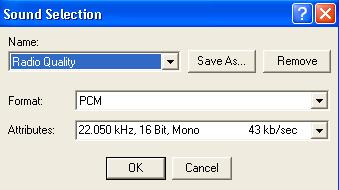 Sound Selection
Name:
Radio Quality
Save As...
Remove
Format:
PCM
Attributes:
22.050 kHz, 16 Bit, Mono 43 kb/sec
OK
Cancel